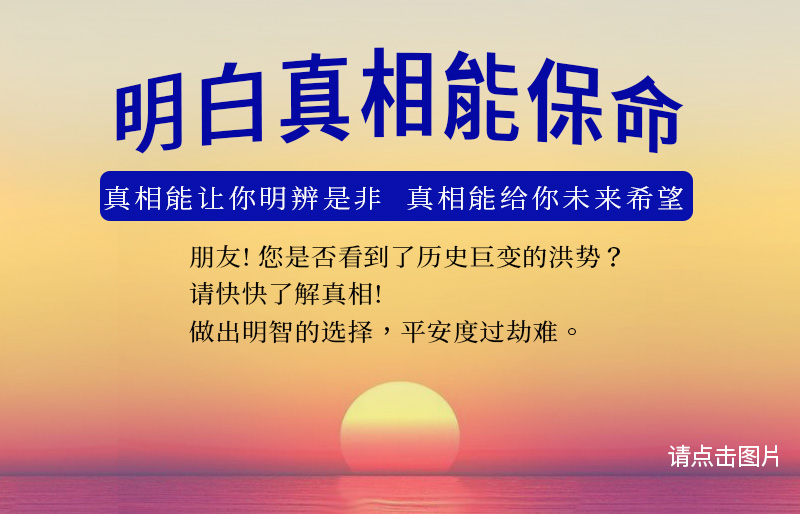 明白真相能保命
真相能让你明辨是非 真相能给你未来希望
朋友! 您是否看到了历史巨变的洪势？
请快快了解真相!
做出明智的选择，平安度过劫难。
请点击图片